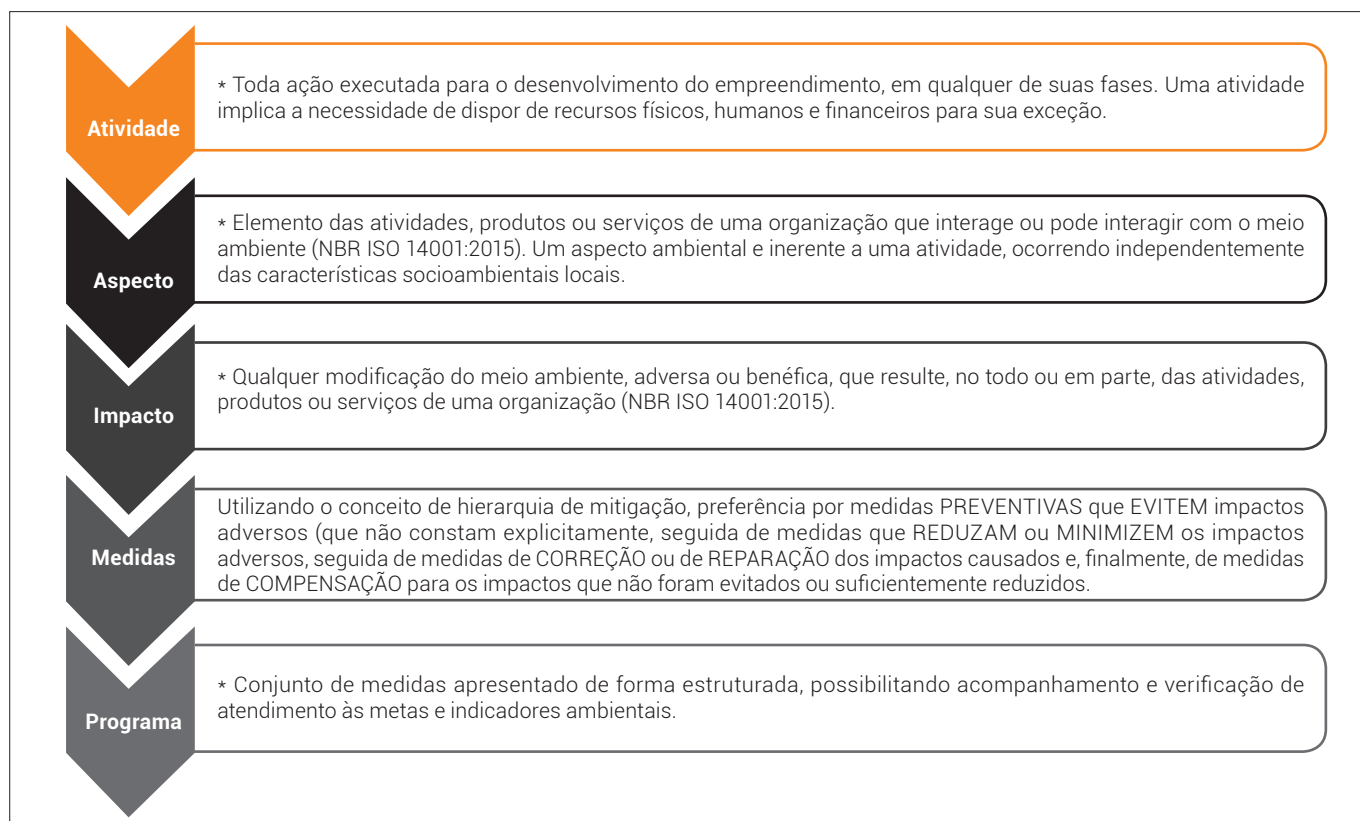 Atividade
* Toda ação executada para o desenvolvimento do empreendimento, em qualquer de suas fases. Uma atividade
implica a necessidade de dispor de recursos físicos, humanos e financeiros para sua exceção.
Aspecto
* Elemento das atividades, produtos ou serviços de uma organização que interage ou pode interagir com o meio
ambiente (NBR ISO 14001:2015). Um aspecto ambiental e inerente a uma atividade, ocorrendo independentemente
das características socioambientais locais.
Impacto
* Qualquer modificação do meio ambiente, adversa ou benéfica, que resulte, no todo ou em parte, das atividades,
produtos ou serviços de uma organização (NBR ISO 14001:2015).
Medidas
Utilizando o conceito de hierarquia de mitigação, preferência por medidas PREVENTIVAS que EVITEM impactos
adversos (que não constam explicitamente, seguida de medidas que REDUZAM ou MINIMIZEM os impactos
adversos, seguida de medidas de CORREÇÃO ou de REPARAÇÃO dos impactos causados e, finalmente, de medidas
de COMPENSAÇÃO para os impactos que não foram evitados ou suficientemente reduzidos.
Programa
* Conjunto de medidas apresentado de forma estruturada, possibilitando acompanhamento e verificação de
atendimento às metas e indicadores ambientais.